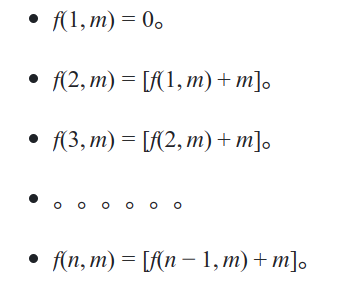 • f(1, m) = 0。
• f(2, m) = [f(1, m) + m]。
• f(3, m) = [f(2, m) + m]。
• 。。。。。。
• f(n, m) = [f(n − 1, m) + m]。